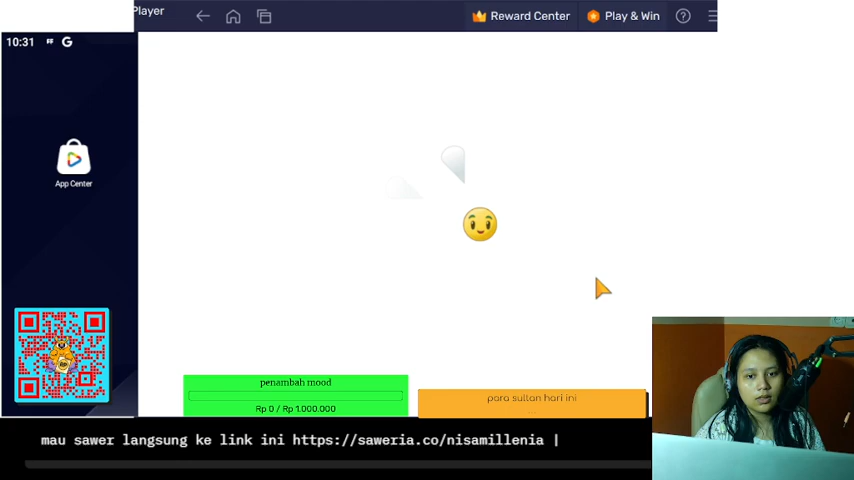 Player
Reward Center
Play & Win
10:31
App Center
penambah mood
Rp 0 / Rp 1.000.000
para sultan hari ini
...
mau sawer langsung ke link ini https://saweria.co/nisamillenia |